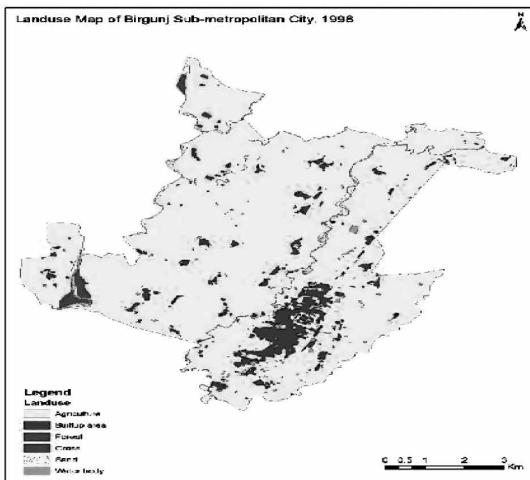 Landuse Map of Birgunj Sub-metropolitan City, 1998
N
Legend
Landuse
Agriculture
Builtup area
Forest
Grass
Sand
Water body
0 0.5 1 2 3
Km